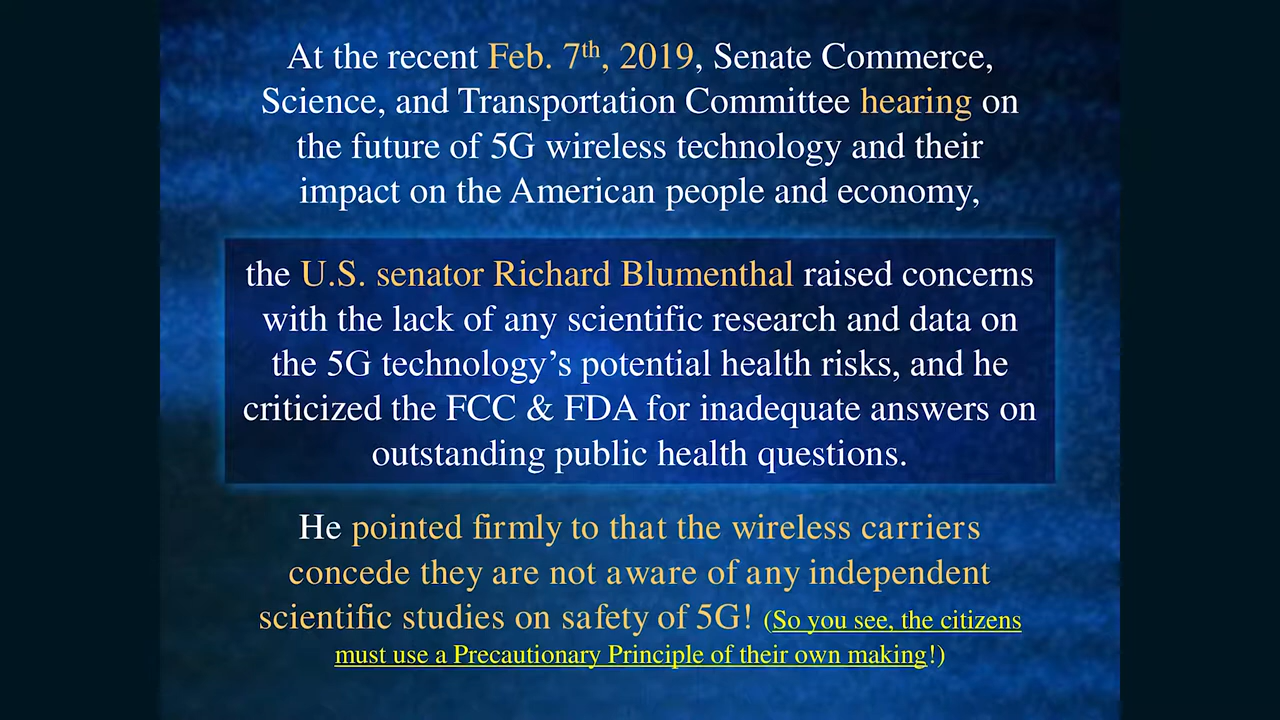 At the recent Feb. 7th, 2019, Senate Commerce,
Science, and Transportation Committee hearing on
the future of 5G wireless technology and their
impact on the American people and economy,
the U.S. senator Richard Blumenthal raised concerns
with the lack of any scientific research and data on
the 5G technology’s potential health risks, and he
criticized the FCC & FDA for inadequate answers on
outstanding public health questions.
He pointed firmly to that the wireless carriers
concede they are not aware of any independent
scientific studies on safety of 5G! (So you see, the citizens
must use a Precautionary Principle of their own making!)